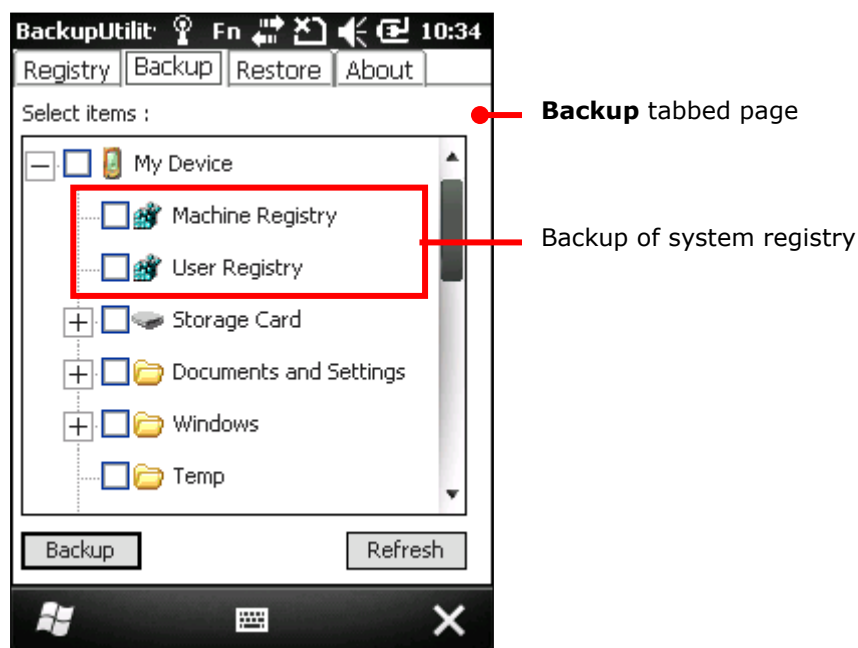 BackupUtilit Fn 10:34
Registry Backup Restore About
Select items :
Backup tabbed page
My Device
Machine Registry
Backup of system registry
User Registry
Storage Card
Documents and Settings
Windows
Temp
Backup Refresh